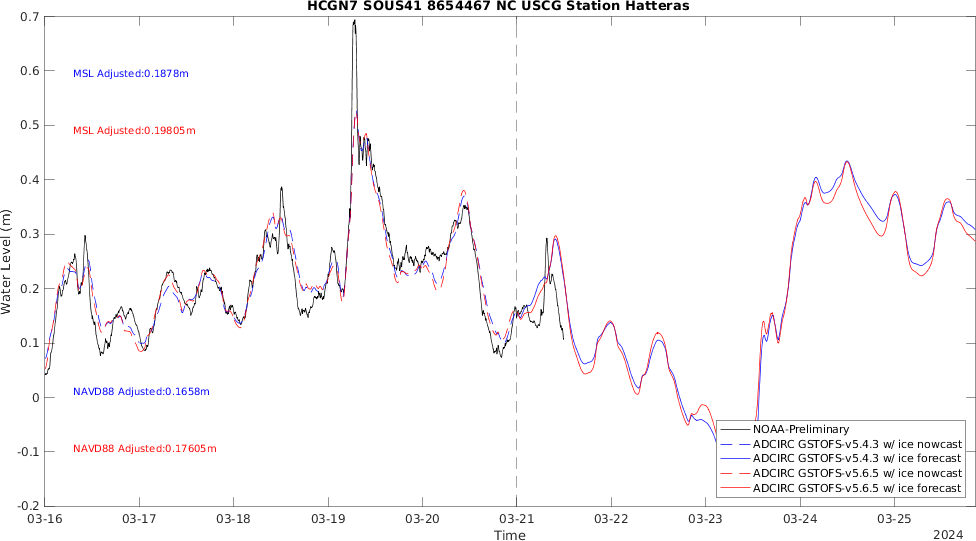 HCGN7 SOUS41 8654467 NC USCG Station Hatteras
0.7
0.6
0.5
0.4
0.3
0.2
0.1
0
-0.1
-0.2
Water Level (m)
MSL Adjusted:0.1878m
MSL Adjusted:0.19805m
NAVD88 Adjusted:0.1658m
NAVD88 Adjusted:0.17605m
NOAA-Preliminary
ADCIRC GSTOFS-v5.4.3 w/ ice nowcast
ADCIRC GSTOFS-v5.4.3 w/ ice forecast
ADCIRC GSTOFS-v5.6.5 w/ ice nowcast
ADCIRC GSTOFS-v5.6.5 w/ ice forecast
03-16 03-17 03-18 03-19 03-20 03-21 03-22 03-23 03-24 03-25
Time
2024